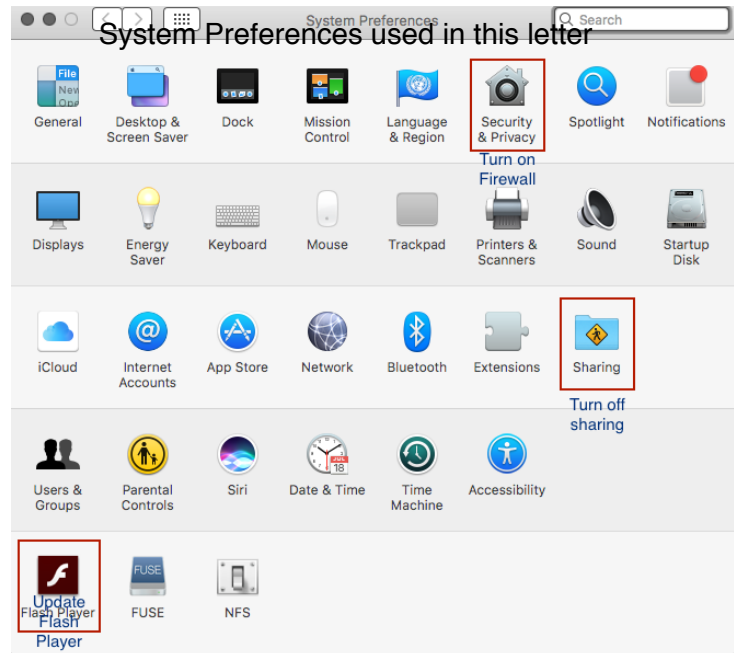 System Preferences
Search
System Preferences used in this letter
File
New
Ope
General
Desktop &
Screen Saver
Dock
Mission
Control
Language
& Region
Security
& Privacy
Spotlight
Notifications
Turn on
Firewall
Displays
Energy
Saver
Keyboard
Mouse
Trackpad
Printers &
Scanners
Sound
Startup
Disk
@
iCloud
Internet
Accounts
App Store
Network
Bluetooth
Extensions
Sharing
Turn off
sharing
JUL
18
Users &
Groups
Parental
Controls
Siri
Date & Time
Time
Machine
Accessibility
FUSE
Flash Player
FUSE
NFS
Update
Flash
Player